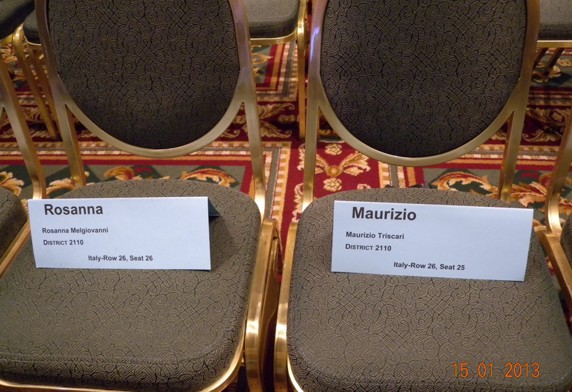 Rosanna
Rosanna Melgiovanni
DISTRICT 2110
Italy-Row 26, Seat 26
Maurizio
Maurizio Triscari
DISTRICT 2110
Italy-Row 26, Seat 25
15.01.2013